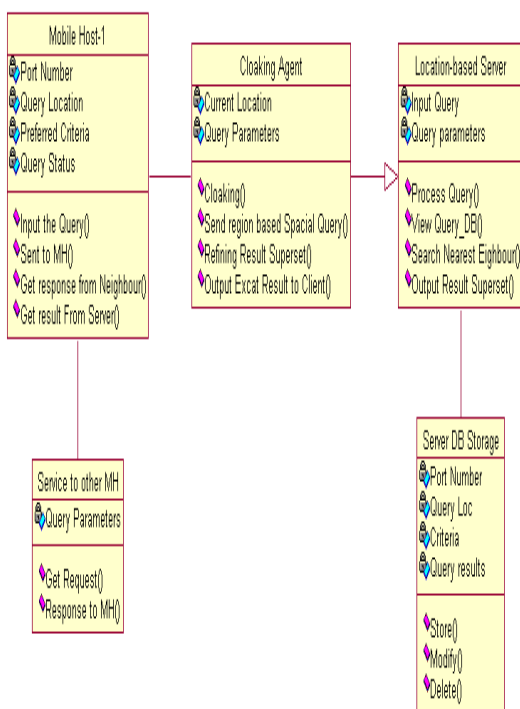 Mobile Host-1
Port Number
Query Location
Preferred Criteria
Query Status
Input the Query()
Sent to MH()
Get response from Neighbour()
Get result From Server()
Cloaking Agent
Current Location
Query Parameters
Cloaking()
Send region based Spacial Query()
Refining Result Superset()
Output Excat Result to Client()
Location-based Server
Input Query
Query parameters
Process Query()
View Query_DB()
Search Nearest Eighbour()
Output Result Superset()
Service to other MH
Query Parameters
Get Request()
Response to MH()
Server DB Storage
Port Number
Query Loc
Criteria
Query results
Store()
Modify()
Delete()